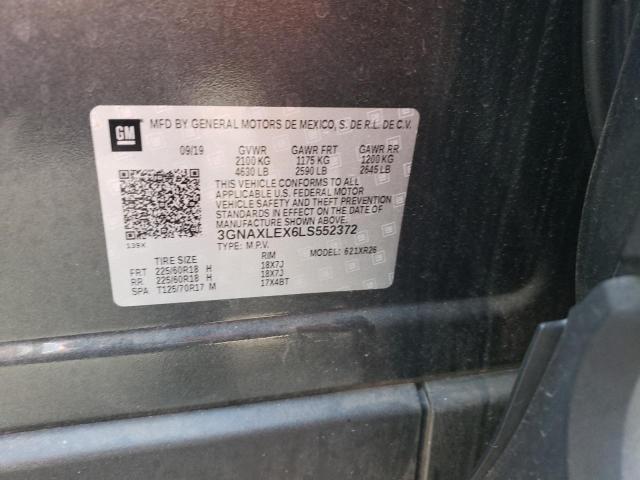 GM MFD BY GENERAL MOTORS DE MEXICO, S. DE R.L. DE C.V.
09/19 GVWR GAWR FRT GAWR RR
2100 KG 1175 KG 1200 KG
4630 LB 2590 LB 2645 LB
THIS VEHICLE CONFORMS TO ALL
APPLICABLE U.S. FEDERAL MOTOR
VEHICLE SAFETY AND THEFT PREVENTION
STANDARDS IN EFFECT ON THE DATE OF
MANUFACTURE SHOWN ABOVE.
139X 3GNAXLEX6LS552372
TYPE: M.P.V. MODEL: 621XR26
TIRE SIZE RIM
FRT 225/60R18 H 18X7J
RR 225/60R18 H 18X7J
SPA T125/70R17 M 17X4BT